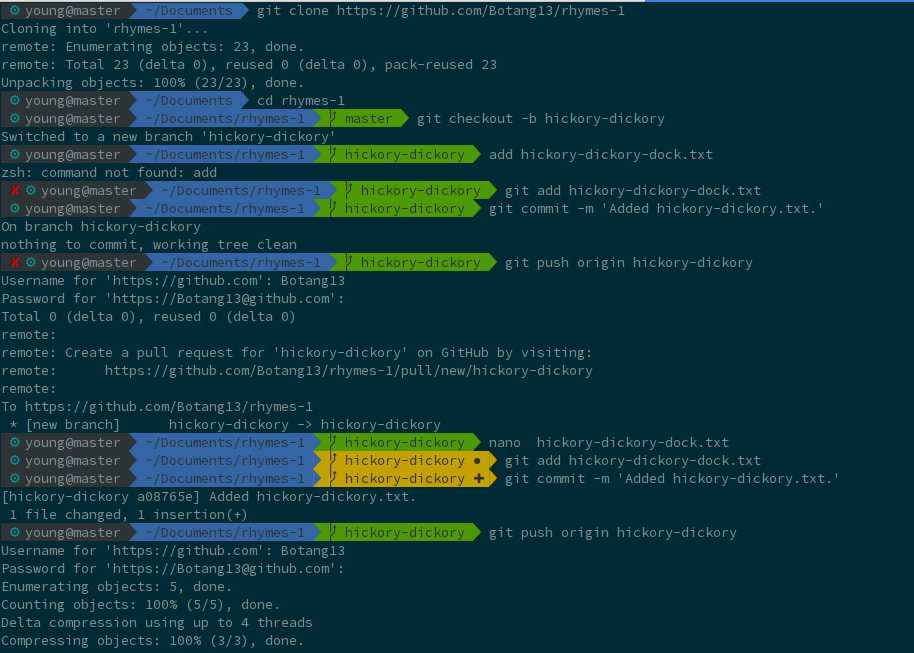 young@master ~/Documents git clone https://github.com/Botang13/rhymes-1
Cloning into 'rhymes-1'...
remote: Enumerating objects: 23, done.
remote: Total 23 (delta 0), reused 0 (delta 0), pack-reused 23
Unpacking objects: 100% (23/23), done.
young@master ~/Documents cd rhymes-1
young@master ~/Documents/rhymes-1 master git checkout -b hickory-dickory
Switched to a new branch 'hickory-dickory'
young@master ~/Documents/rhymes-1 hickory-dickory add hickory-dickory-dock.txt
zsh: command not found: add
✘ ⚙ young@master ~/Documents/rhymes-1 hickory-dickory git add hickory-dickory-dock.txt
⚙ young@master ~/Documents/rhymes-1 hickory-dickory git commit -m 'Added hickory-dickory.txt.'
On branch hickory-dickory
nothing to commit, working tree clean
✘ ⚙ young@master ~/Documents/rhymes-1 hickory-dickory git push origin hickory-dickory
Username for 'https://github.com': Botang13
Password for 'https://Botang13@github.com':
Total 0 (delta 0), reused 0 (delta 0)
remote:
remote: Create a pull request for 'hickory-dickory' on GitHub by visiting:
remote:      https://github.com/Botang13/rhymes-1/pull/new/hickory-dickory
remote:
To https://github.com/Botang13/rhymes-1
 * [new branch]      hickory-dickory -> hickory-dickory
⚙ young@master ~/Documents/rhymes-1 hickory-dickory nano  hickory-dickory-dock.txt
⚙ young@master ~/Documents/rhymes-1 hickory-dickory ● git add hickory-dickory-dock.txt
⚙ young@master ~/Documents/rhymes-1 hickory-dickory ✚ git commit -m 'Added hickory-dickory.txt.'
[hickory-dickory a08765e] Added hickory-dickory.txt.
 1 file changed, 1 insertion(+)
⚙ young@master ~/Documents/rhymes-1 hickory-dickory git push origin hickory-dickory
Username for 'https://github.com': Botang13
Password for 'https://Botang13@github.com':
Enumerating objects: 5, done.
Counting objects: 100% (5/5), done.
Delta compression using up to 4 threads
Compressing objects: 100% (3/3), done.